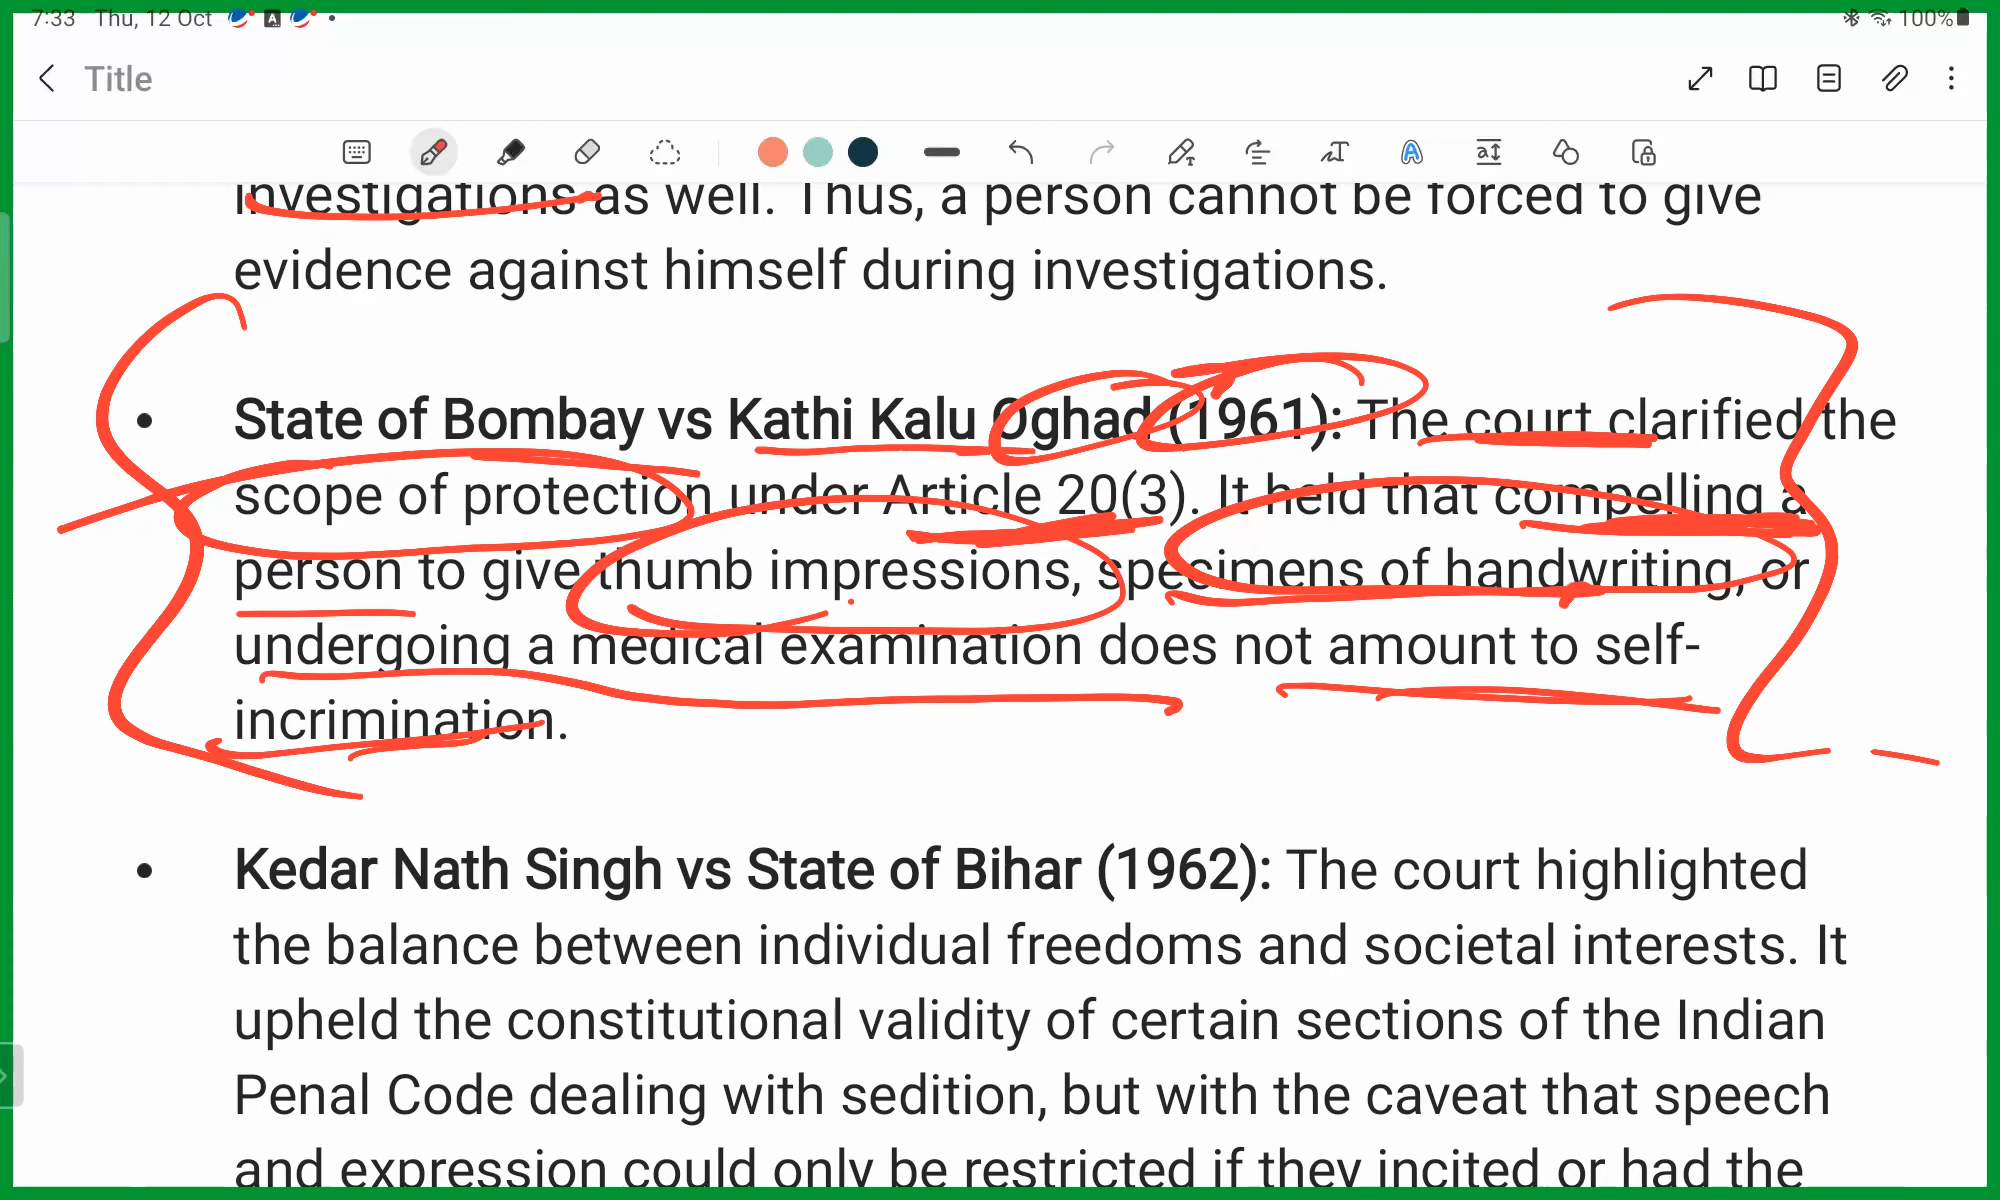 7:33 Thu, 12 Oct
100%
Title
investigations as well. Thus, a person cannot be forced to give
evidence against himself during investigations.
• State of Bombay vs Kathi Kalu Oghad (1961): The court clarified the
scope of protection under Article 20(3). It held that compelling a
person to give thumb impressions, specimens of handwriting, or
undergoing a medical examination does not amount to self-
incrimination.
• Kedar Nath Singh vs State of Bihar (1962): The court highlighted
the balance between individual freedoms and societal interests. It
upheld the constitutional validity of certain sections of the Indian
Penal Code dealing with sedition, but with the caveat that speech
and expression could only be restricted if they incited or had the